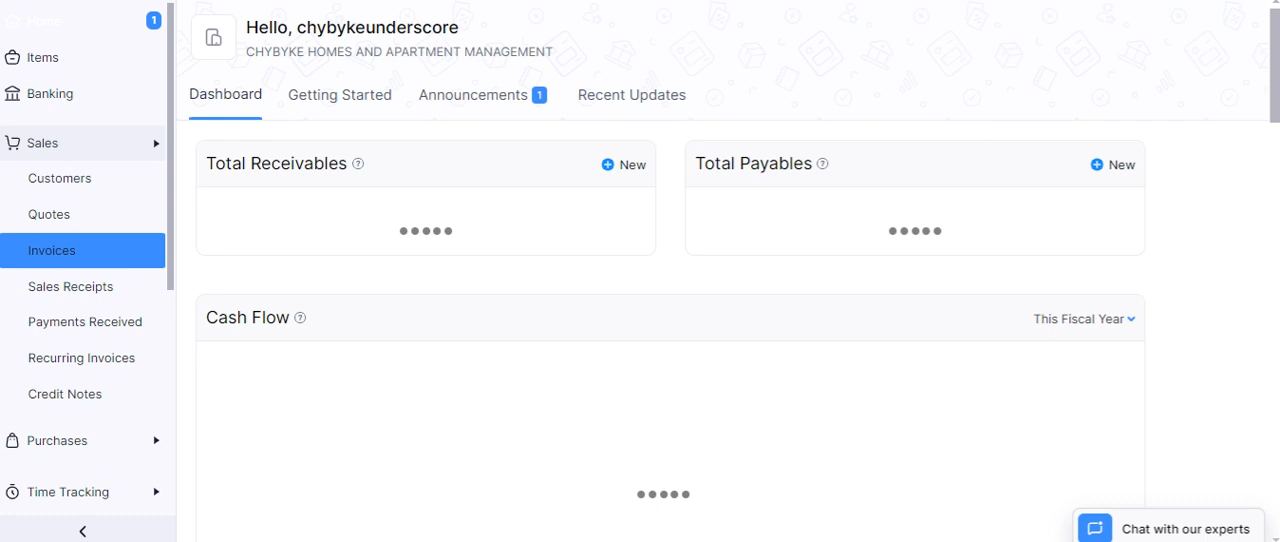 Home 1
Items
Banking
Sales
Customers
Quotes
Invoices
Sales Receipts
Payments Received
Recurring Invoices
Credit Notes
Purchases
Time Tracking
Hello, chybykeunderscore
CHYBYKE HOMES AND APARTMENT MANAGEMENT
Dashboard Getting Started Announcements 1 Recent Updates
Total Receivables ? New
Total Payables ? New
Cash Flow ? This Fiscal Year
Chat with our experts